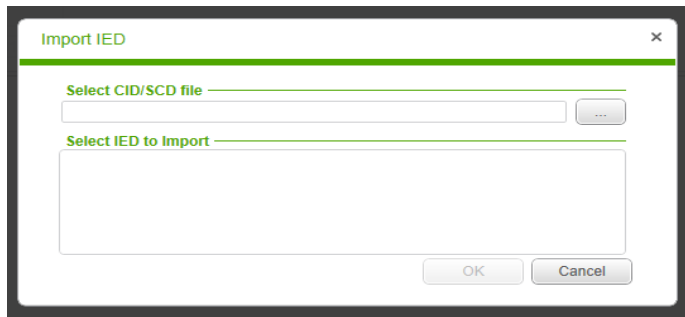 Import IED
×
Select CID/SCD file
...
Select IED to Import
OK Cancel